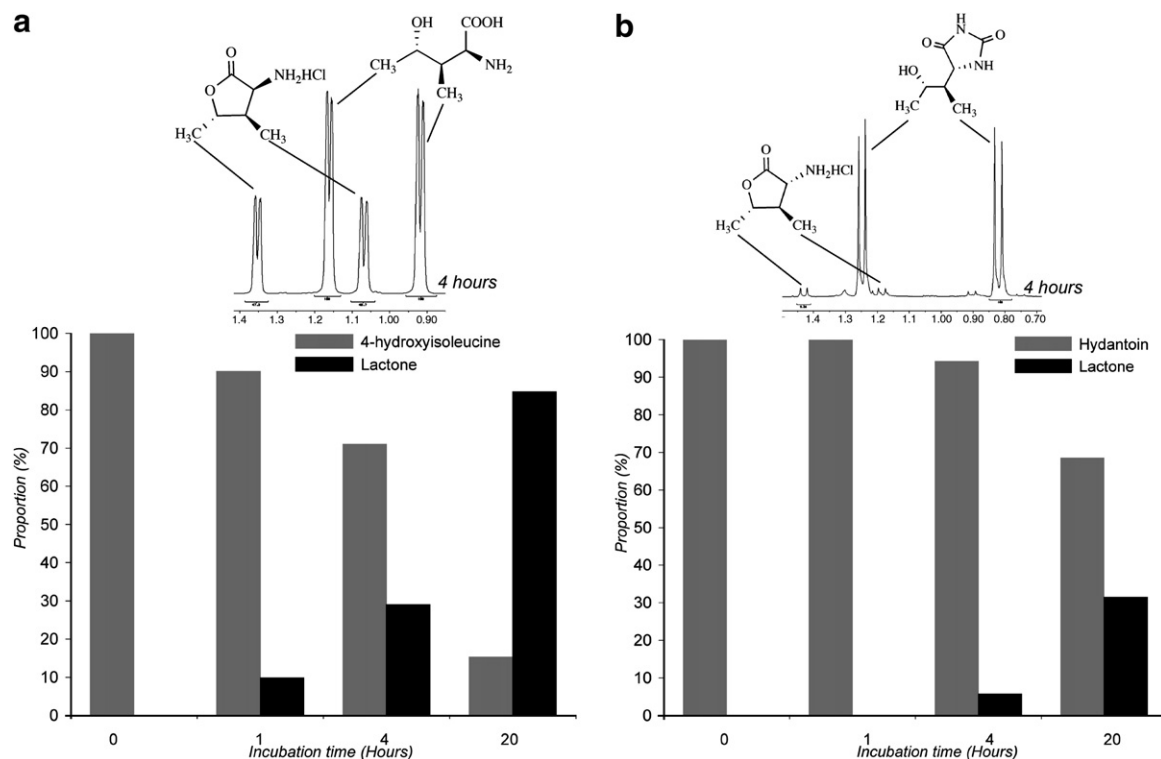 a
OH
COOH
O
NH2HCl
O
NH2
CH3
CH3
H3C
CH3
4 hours
1.4 1.3 1.2 1.1 1.00 0.90
100
90
80
70
60
50
40
30
20
10
0
Proportion (%)
4-hydroxyisoleucine
Lactone
0 1 4 20
Incubation time (Hours)
b
H
N
O
O
NH
HO
CH3
CH3
O
NH2HCl
O
H3C
CH3
4 hours
1.4 1.3 1.2 1.1 1.00 0.90 0.80 0.70
100
90
80
70
60
50
40
30
20
10
0
Proportion (%)
Hydantoin
Lactone
0 1 4 20
Incubation time (Hours)